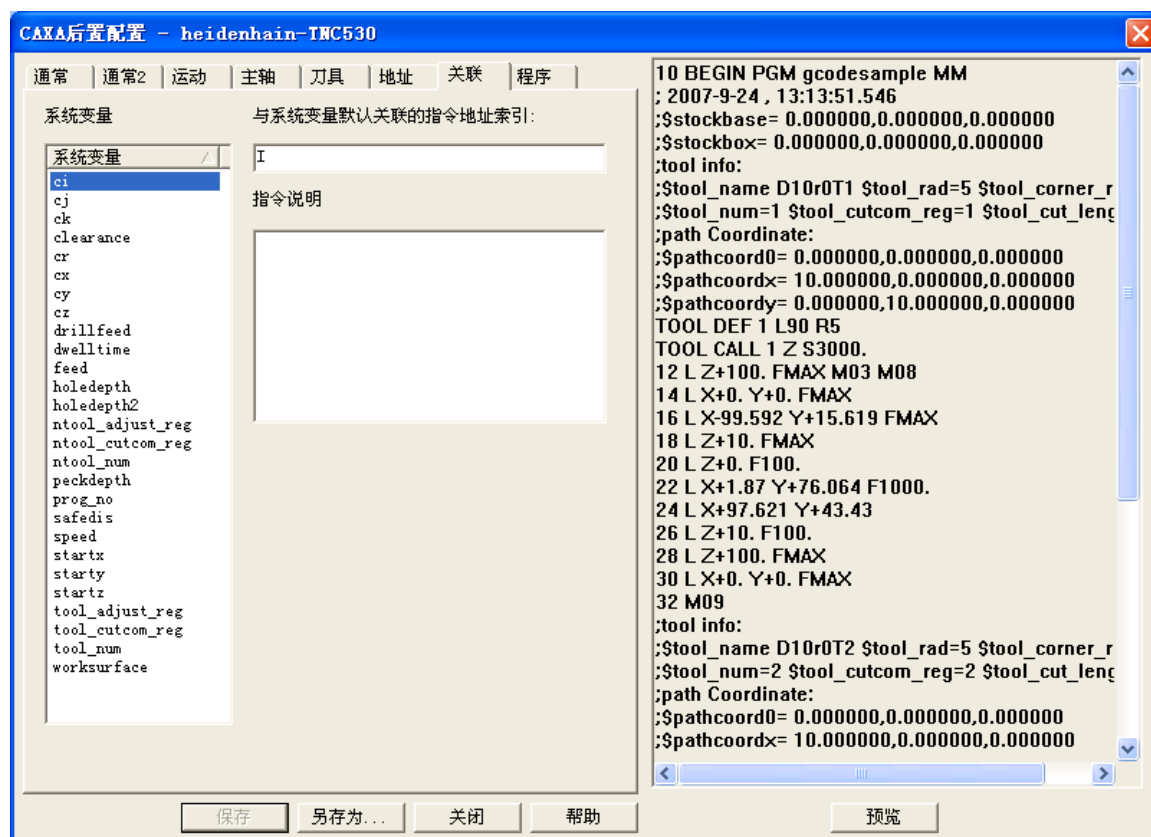 CAXA后置配置 - heidenhain-TNC530
通常 通常2 运动 主轴 刀具 地址 关联 程序
系统变量
与系统变量默认关联的指令地址索引:
系统变量
I
指令说明
ci
cj
ck
clearance
cr
cx
cy
cz
drillfeed
dwelltime
feed
holedepth
holedepth2
ntool_adjust_reg
ntool_cutcom_reg
ntool_num
peckdepth
prog_no
safedis
speed
startx
starty
startz
tool_adjust_reg
tool_cutcom_reg
tool_num
worksurface
10 BEGIN PGM gcodesample MM
; 2007-9-24 , 13:13:51.546
;$stockbase= 0.000000,0.000000,0.000000
;$stockbox= 0.000000,0.000000,0.000000
;tool info:
;$tool_name D10r0T1 $tool_rad=5 $tool_corner_r
;$tool_num=1 $tool_cutcom_reg=1 $tool_cut_leng
;path Coordinate:
;$pathcoord0= 0.000000,0.000000,0.000000
;$pathcoordx= 10.000000,0.000000,0.000000
;$pathcoordy= 0.000000,10.000000,0.000000
TOOL DEF 1 L90 R5
TOOL CALL 1 Z S3000.
12 L Z+100. FMAX M03 M08
14 L X+0. Y+0. FMAX
16 L X-99.592 Y+15.619 FMAX
18 L Z+10. FMAX
20 L Z+0. F100.
22 L X+1.87 Y+76.064 F1000.
24 L X+97.621 Y+43.43
26 L Z+10. F100.
28 L Z+100. FMAX
30 L X+0. Y+0. FMAX
32 M09
;tool info:
;$tool_name D10r0T2 $tool_rad=5 $tool_corner_r
;$tool_num=2 $tool_cutcom_reg=2 $tool_cut_leng
;path Coordinate:
;$pathcoord0= 0.000000,0.000000,0.000000
;$pathcoordx= 10.000000,0.000000,0.000000
保存 另存为... 关闭 帮助 预览